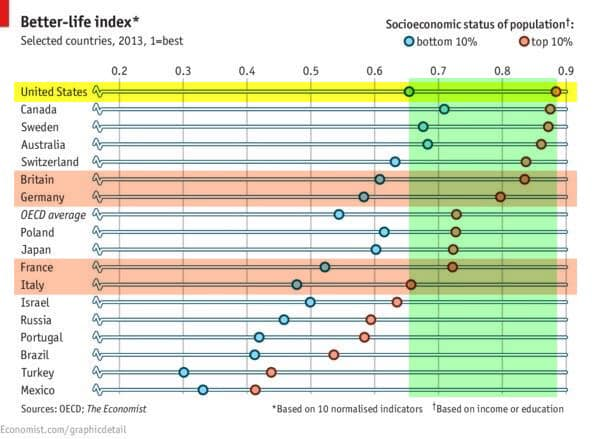 Better-life index*
Selected countries, 2013, 1=best
Socioeconomic status of population†:
bottom 10% top 10%
0.2 0.3 0.4 0.5 0.6 0.7 0.8 0.9
United States
Canada
Sweden
Australia
Switzerland
Britain
Germany
OECD average
Poland
Japan
France
Italy
Israel
Russia
Portugal
Brazil
Turkey
Mexico
Sources: OECD; The Economist *Based on 10 normalised indicators †Based on income or education
Economist.com/graphicdetail